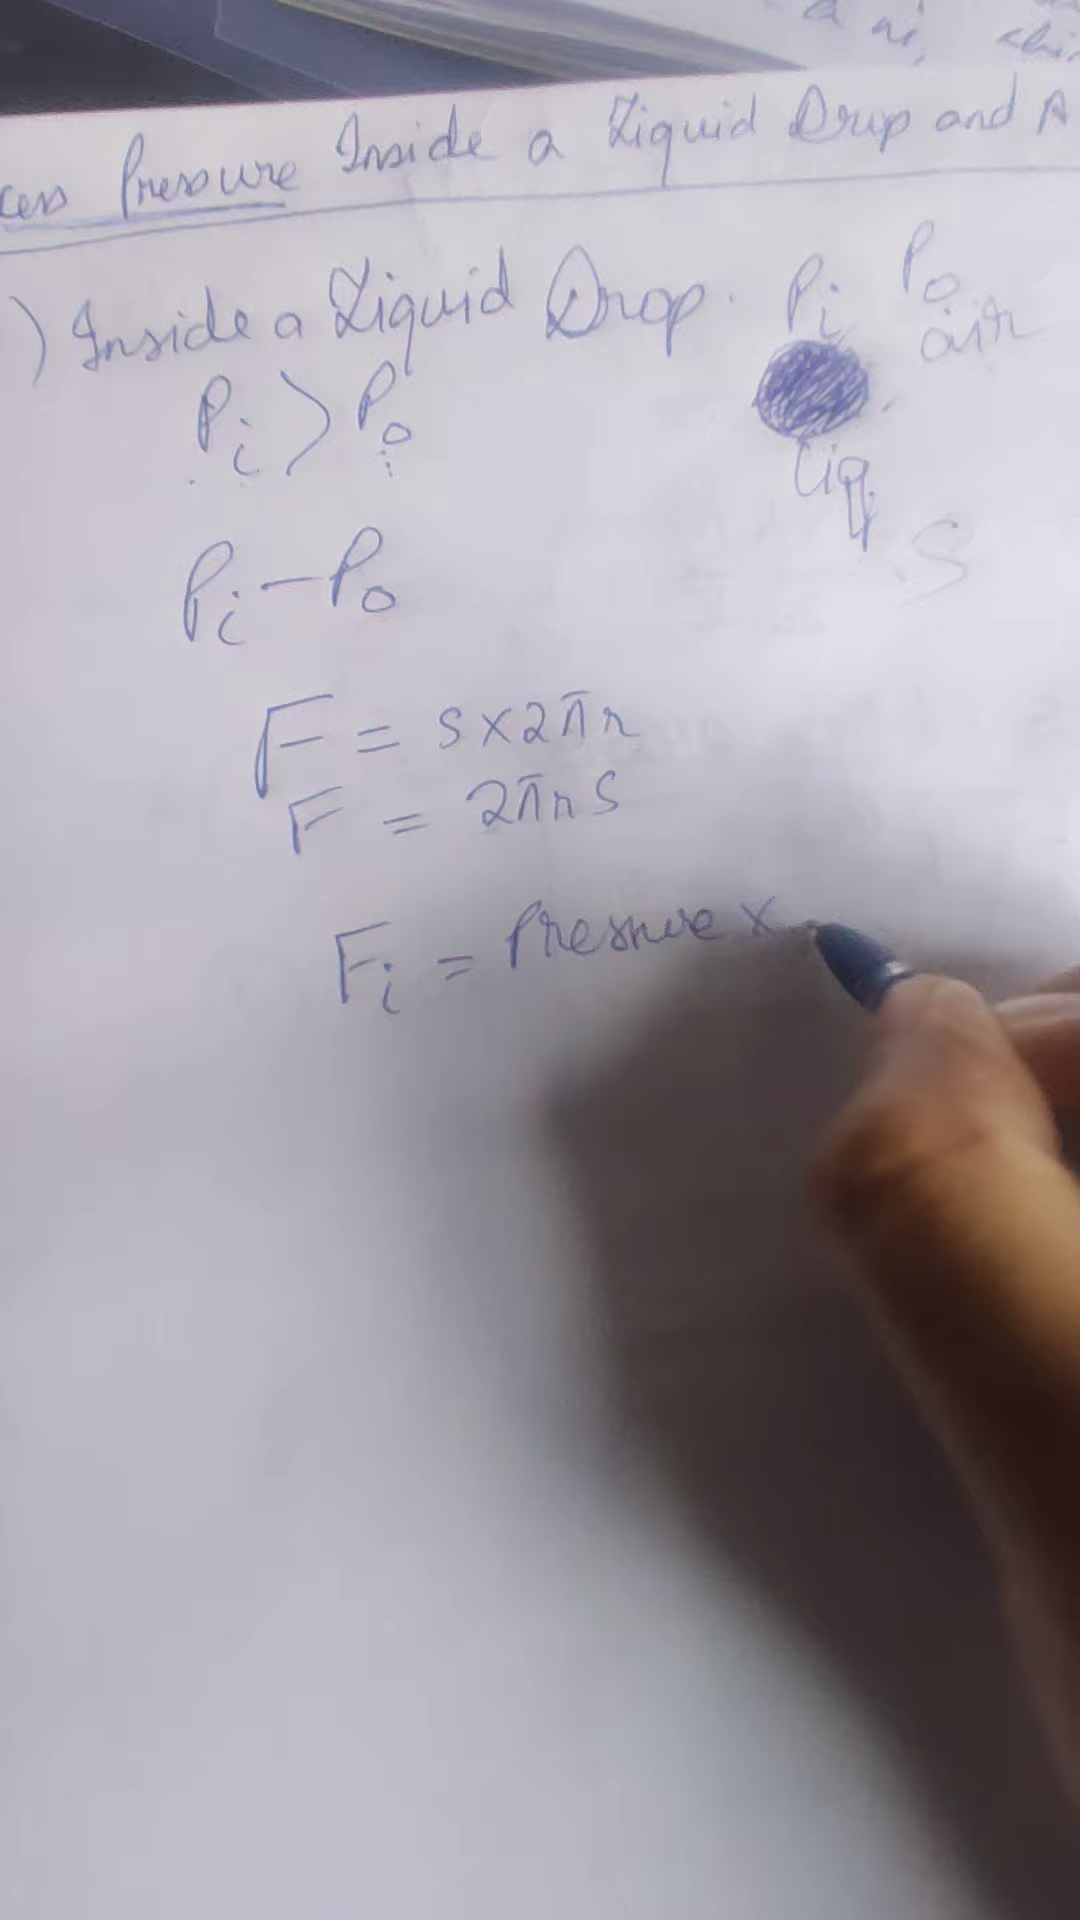 Pressure Inside a Liquid Drop and A
) Inside a Liquid Drop. Pi Po
air
Pi > Po
liq
S
Pi - Po
F = S × 2πr
F = 2πrS
Fi = Pressure ×